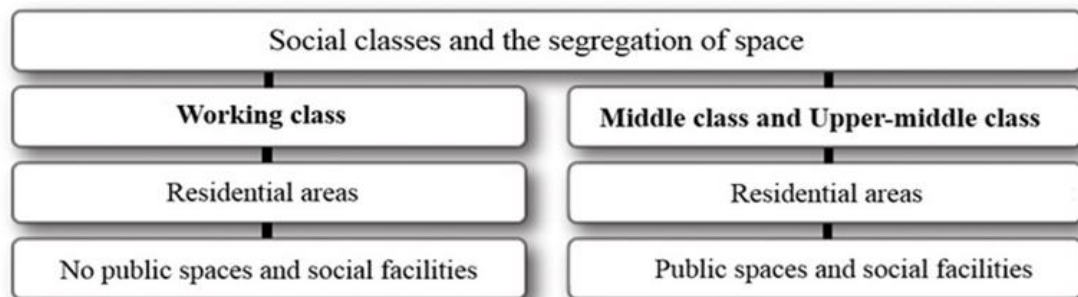 Social classes and the segregation of space
Working class
Middle class and Upper-middle class
Residential areas
Residential areas
No public spaces and social facilities
Public spaces and social facilities